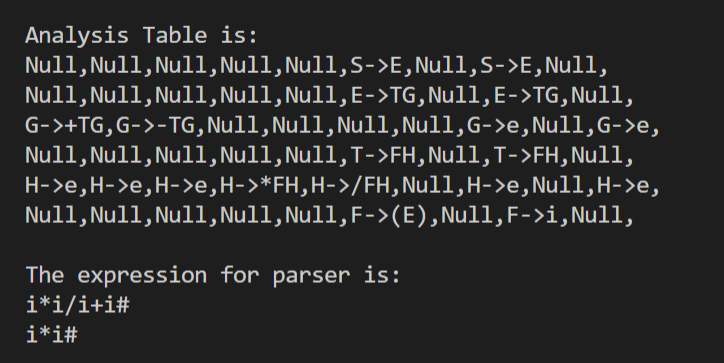 Analysis Table is:
Null,Null,Null,Null,Null,S->E,Null,S->E,Null,
Null,Null,Null,Null,Null,E->TG,Null,E->TG,Null,
G->+TG,G->-TG,Null,Null,Null,Null,G->e,Null,G->e,
Null,Null,Null,Null,Null,T->FH,Null,T->FH,Null,
H->e,H->e,H->e,H->*FH,H->/FH,Null,H->e,Null,H->e,
Null,Null,Null,Null,Null,F->(E),Null,F->i,Null,
The expression for parser is:
i*i/i+i#
i*i#